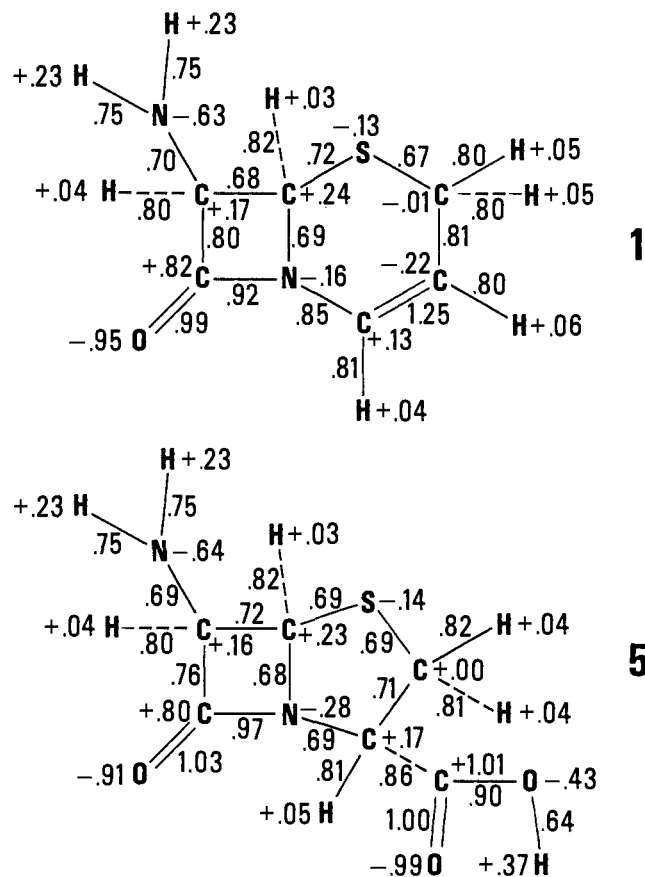 H +.23
+.23 H .75
.75 N -.63 H +.03
-.13
.70 .82 .72 S .67 .80 H +.05
+.04 H .68 C +.24 -.01 C H +.05
.80 C +.17 .80
.80 .69 .81
+.82 C N -.16 -.22 C .80
.92 .85 1.25
-.95 O .99 C +.13 H +.06
.81
H +.04
1
H +.23
+.23 H .75
.75 N -.64 H +.03
.69 .82 .69 S -.14 .82 H +.04
+.04 H .72 C +.23 .69
.80 C +.16 C +.00
.76 .68 .71 .81 H +.04
+.80 C N -.28
.97 .69 C +.17
-.91 O 1.03 .81 .86 C +1.01 O -.43
.90
+.05 H 1.00 .64
-.99 O +.37 H
5